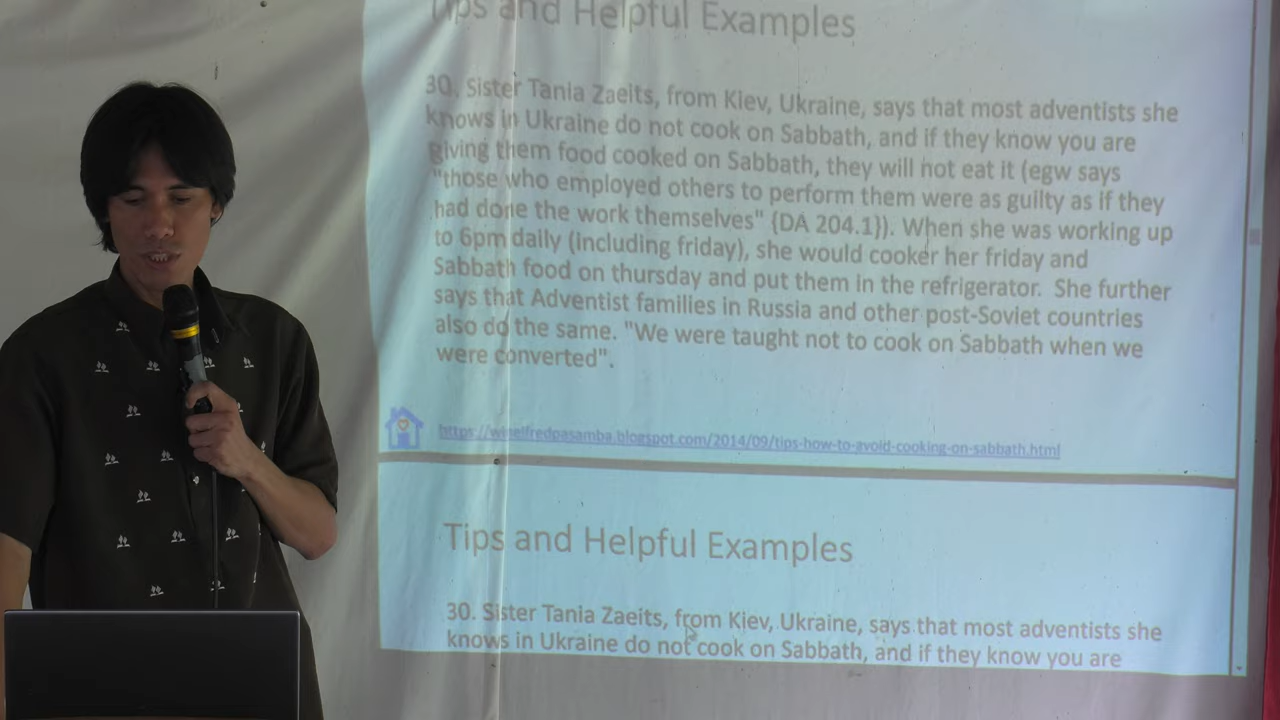 Tips and Helpful Examples
30. Sister Tania Zaeits, from Kiev, Ukraine, says that most adventists she
knows in Ukraine do not cook on Sabbath, and if they know you are
giving them food cooked on Sabbath, they will not eat it (egw says
"those who employed others to perform them were as guilty as if they
had done the work themselves" {DA 204.1}). When she was working up
to 6pm daily (including friday), she would cooker her friday and
Sabbath food on thursday and put them in the refrigerator. She further
says that Adventist families in Russia and other post-Soviet countries
also do the same. "We were taught not to cook on Sabbath when we
were converted".
https://winelfredpasamba.blogspot.com/2014/09/tips-how-to-avoid-cooking-on-sabbath.html
Tips and Helpful Examples
30. Sister Tania Zaeits, from Kiev, Ukraine, says that most adventists she
knows in Ukraine do not cook on Sabbath, and if they know you are